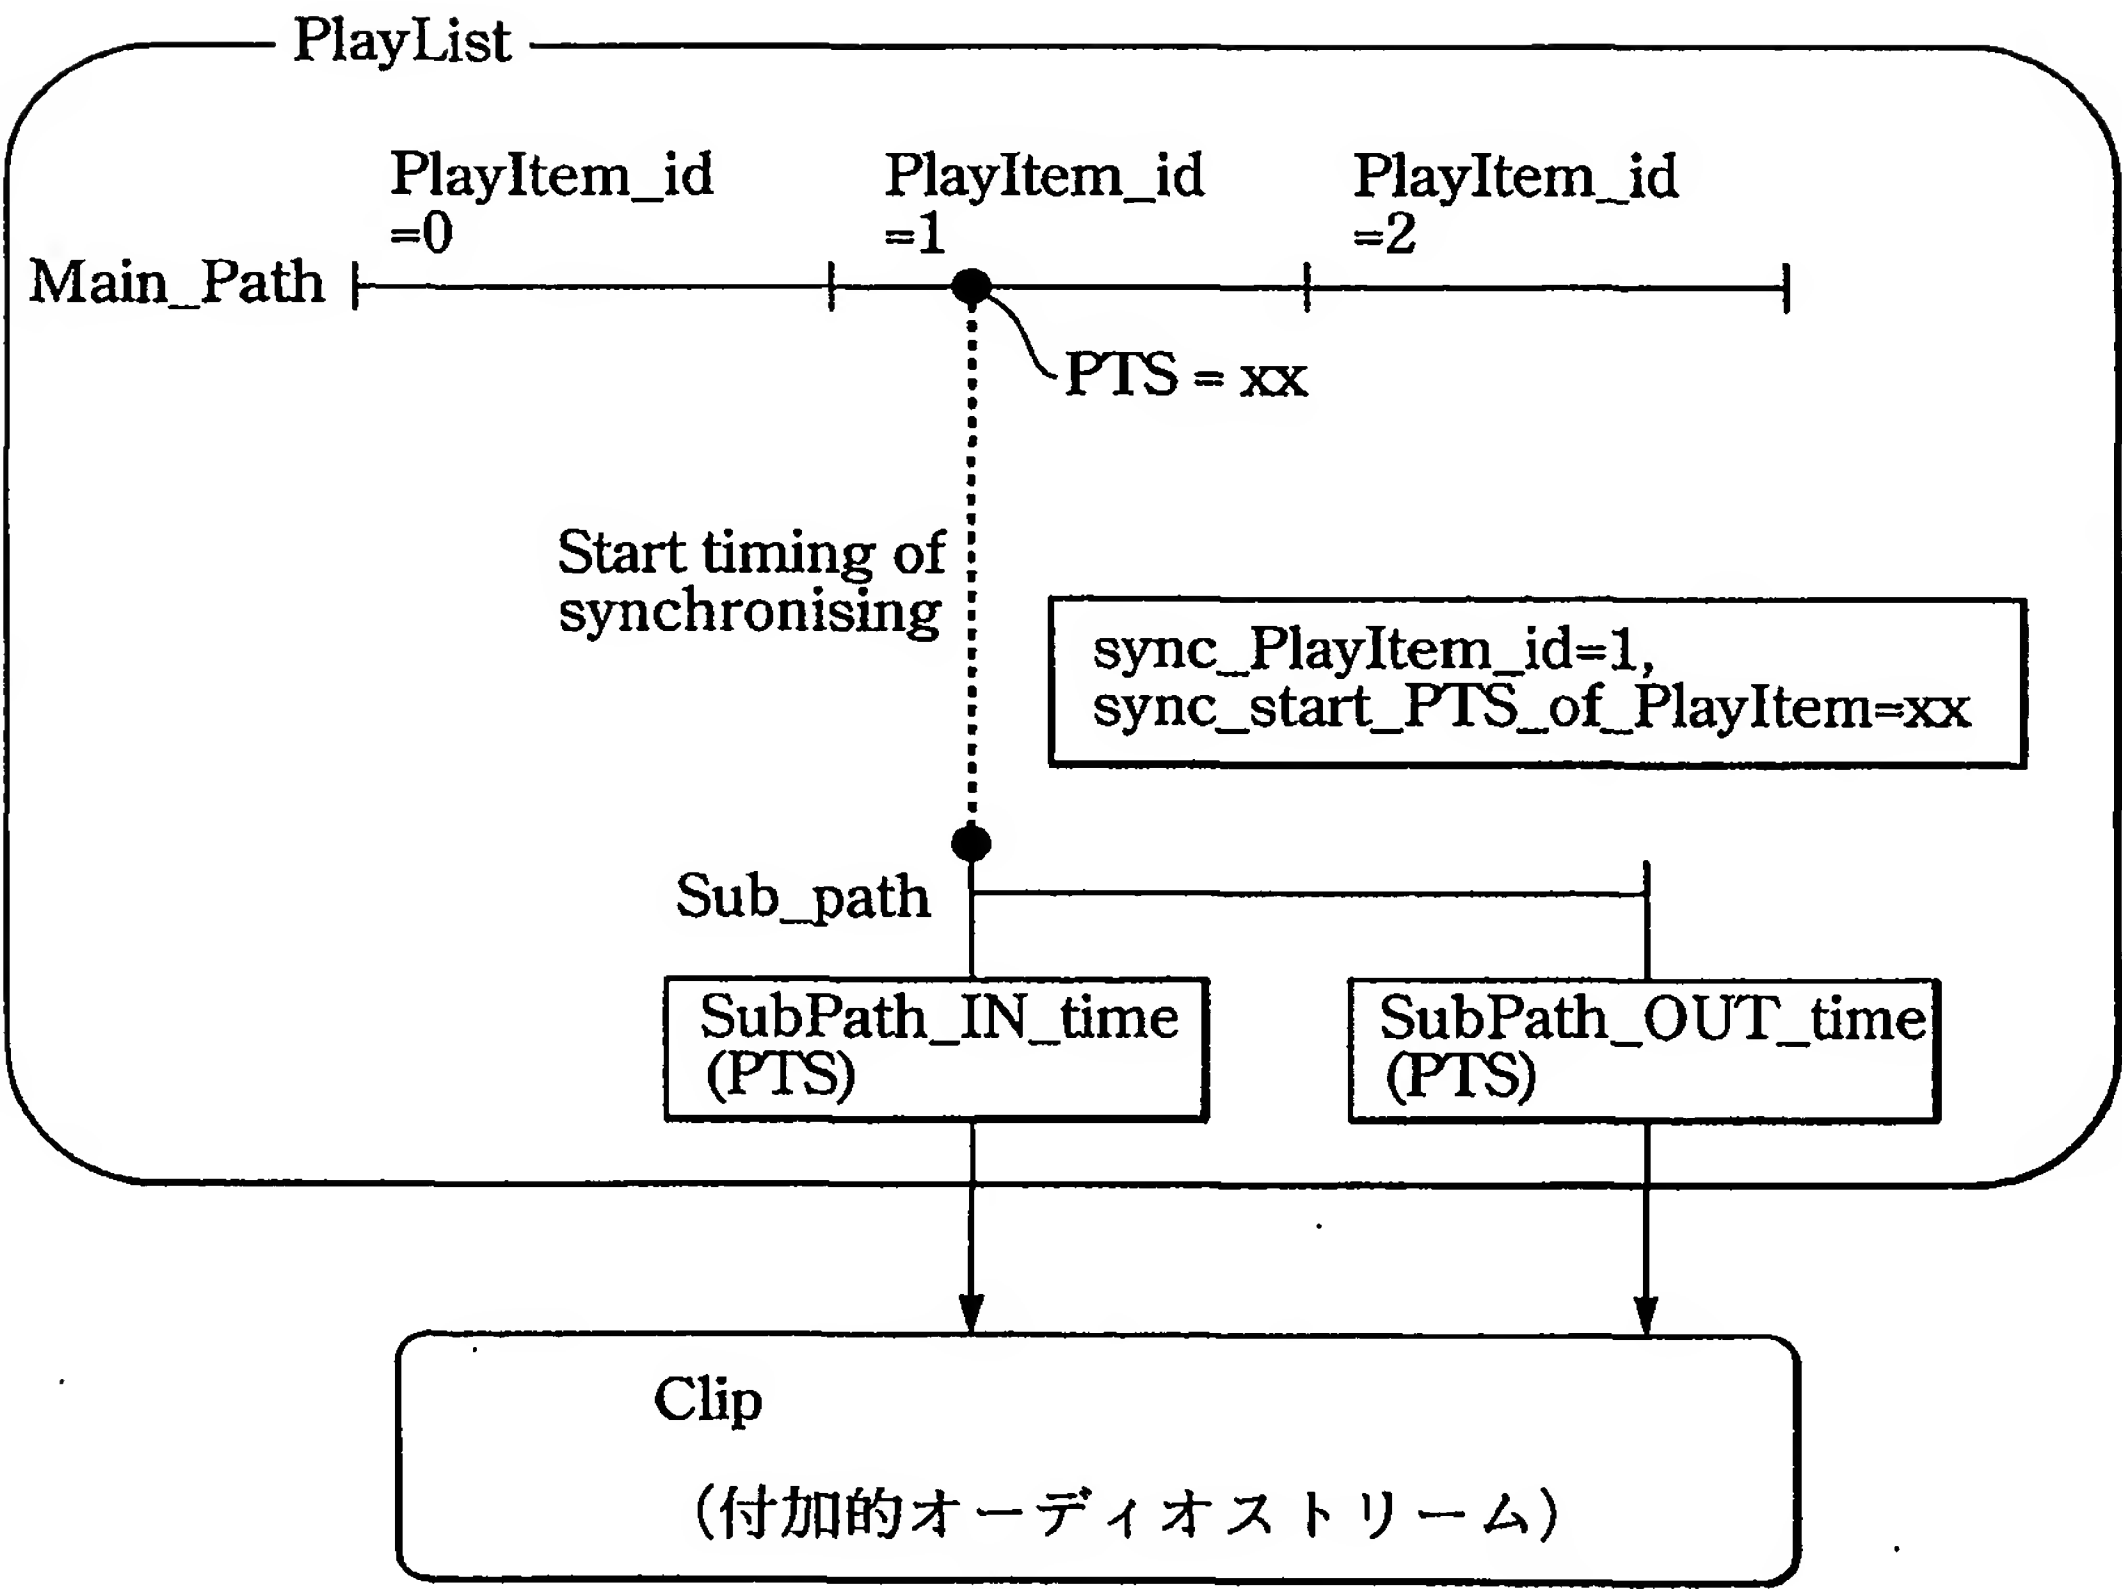 PlayList
PlayItem_id
=0
PlayItem_id
=1
PlayItem_id
=2
Main_Path
PTS = xx
Start timing of
synchronising
sync_PlayItem_id=1,
sync_start_PTS_of_PlayItem=xx
Sub_path
SubPath_IN_time
(PTS)
SubPath_OUT_time
(PTS)
Clip
(付加的オーディオストリーム)